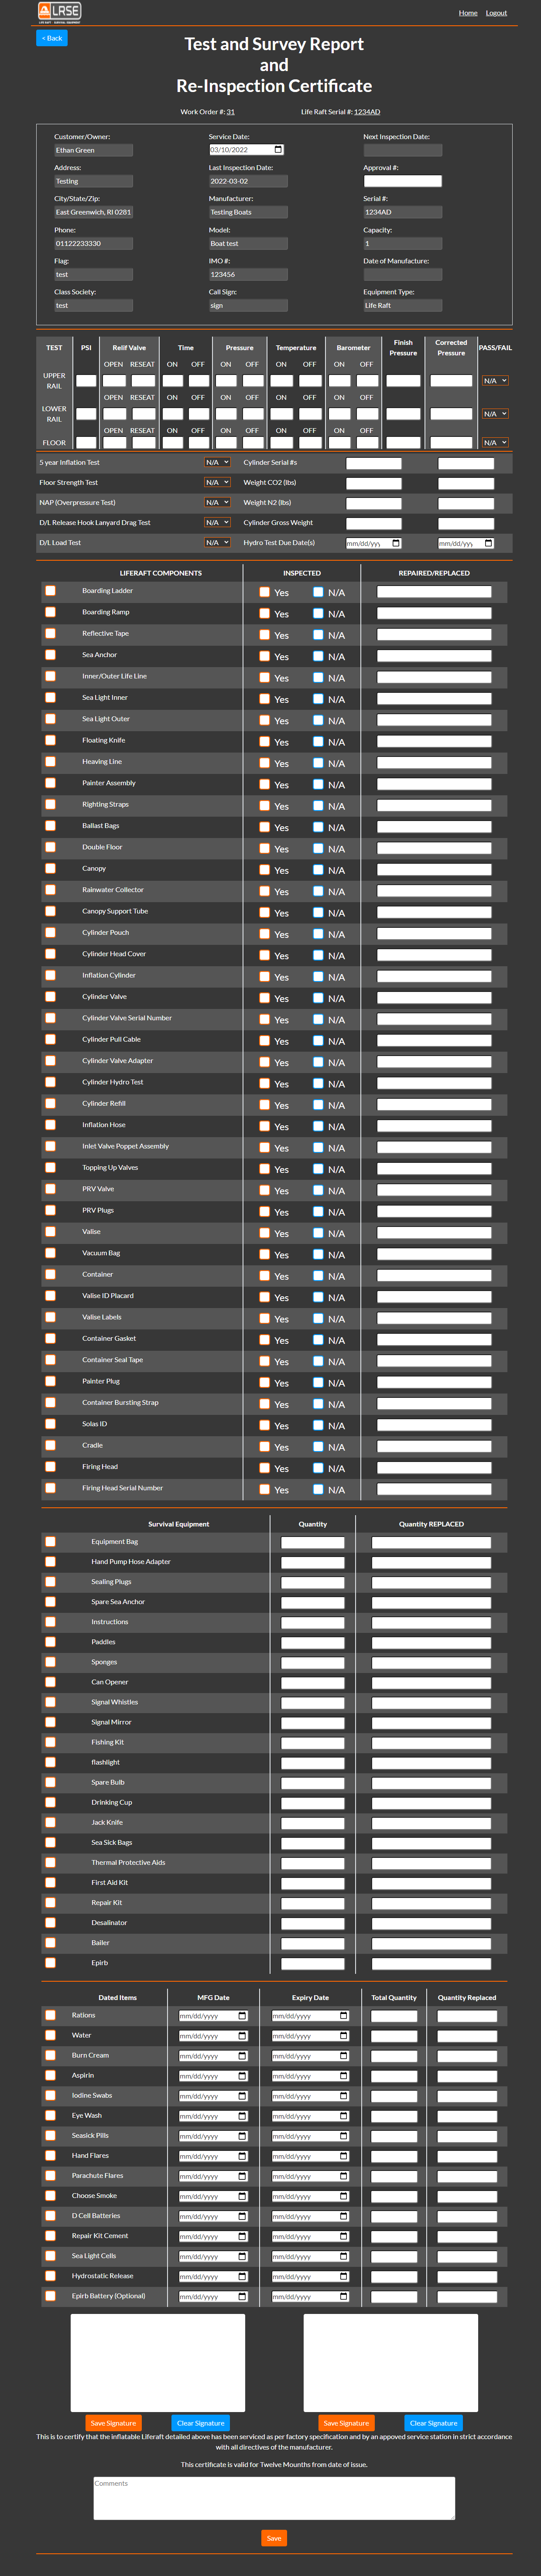 LRSE
LIFE RAFT - SURVIVAL EQUIPMENT
Home Logout
< Back
Test and Survey Report
and
Re-Inspection Certificate
Work Order #: 31 Life Raft Serial #: 1234AD
Customer/Owner: Service Date: Next Inspection Date:
Ethan Green 03/10/2022
Address: Last Inspection Date: Approval #:
Testing 2022-03-02
City/State/Zip: Manufacturer: Serial #:
East Greenwich, RI 0281 Testing Boats 1234AD
Phone: Model: Capacity:
01122233330 Boat test 1
Flag: IMO #: Date of Manufacture:
test 123456
Class Society: Call Sign: Equipment Type:
test sign Life Raft
TEST PSI Relif Valve Time Pressure Temperature Barometer Finish Pressure Corrected Pressure PASS/FAIL
OPEN RESEAT ON OFF ON OFF ON OFF ON OFF
UPPER RAIL N/A
OPEN RESEAT ON OFF ON OFF ON OFF ON OFF
LOWER RAIL N/A
OPEN RESEAT ON OFF ON OFF ON OFF ON OFF
FLOOR N/A
5 year Inflation Test N/A Cylinder Serial #s
Floor Strength Test N/A Weight CO2 (lbs)
NAP (Overpressure Test) N/A Weight N2 (lbs)
D/L Release Hook Lanyard Drag Test N/A Cylinder Gross Weight
D/L Load Test N/A Hydro Test Due Date(s) mm/dd/yyy mm/dd/yyy
LIFERAFT COMPONENTS INSPECTED REPAIRED/REPLACED
Boarding Ladder Yes N/A
Boarding Ramp Yes N/A
Reflective Tape Yes N/A
Sea Anchor Yes N/A
Inner/Outer Life Line Yes N/A
Sea Light Inner Yes N/A
Sea Light Outer Yes N/A
Floating Knife Yes N/A
Heaving Line Yes N/A
Painter Assembly Yes N/A
Righting Straps Yes N/A
Ballast Bags Yes N/A
Double Floor Yes N/A
Canopy Yes N/A
Rainwater Collector Yes N/A
Canopy Support Tube Yes N/A
Cylinder Pouch Yes N/A
Cylinder Head Cover Yes N/A
Inflation Cylinder Yes N/A
Cylinder Valve Yes N/A
Cylinder Valve Serial Number Yes N/A
Cylinder Pull Cable Yes N/A
Cylinder Valve Adapter Yes N/A
Cylinder Hydro Test Yes N/A
Cylinder Refill Yes N/A
Inflation Hose Yes N/A
Inlet Valve Poppet Assembly Yes N/A
Topping Up Valves Yes N/A
PRV Valve Yes N/A
PRV Plugs Yes N/A
Valise Yes N/A
Vacuum Bag Yes N/A
Container Yes N/A
Valise ID Placard Yes N/A
Valise Labels Yes N/A
Container Gasket Yes N/A
Container Seal Tape Yes N/A
Painter Plug Yes N/A
Container Bursting Strap Yes N/A
Solas ID Yes N/A
Cradle Yes N/A
Firing Head Yes N/A
Firing Head Serial Number Yes N/A
Survival Equipment Quantity Quantity REPLACED
Equipment Bag
Hand Pump Hose Adapter
Sealing Plugs
Spare Sea Anchor
Instructions
Paddles
Sponges
Can Opener
Signal Whistles
Signal Mirror
Fishing Kit
flashlight
Spare Bulb
Drinking Cup
Jack Knife
Sea Sick Bags
Thermal Protective Aids
First Aid Kit
Repair Kit
Desalinator
Bailer
Epirb
Dated Items MFG Date Expiry Date Total Quantity Quantity Replaced
Rations mm/dd/yyyy mm/dd/yyyy
Water mm/dd/yyyy mm/dd/yyyy
Burn Cream mm/dd/yyyy mm/dd/yyyy
Aspirin mm/dd/yyyy mm/dd/yyyy
Iodine Swabs mm/dd/yyyy mm/dd/yyyy
Eye Wash mm/dd/yyyy mm/dd/yyyy
Seasick Pills mm/dd/yyyy mm/dd/yyyy
Hand Flares mm/dd/yyyy mm/dd/yyyy
Parachute Flares mm/dd/yyyy mm/dd/yyyy
Choose Smoke mm/dd/yyyy mm/dd/yyyy
D Cell Batteries mm/dd/yyyy mm/dd/yyyy
Repair Kit Cement mm/dd/yyyy mm/dd/yyyy
Sea Light Cells mm/dd/yyyy mm/dd/yyyy
Hydrostatic Release mm/dd/yyyy mm/dd/yyyy
Epirb Battery (Optional) mm/dd/yyyy mm/dd/yyyy
Save Signature Clear Signature Save Signature Clear Signature
This is to certify that the inflatable Liferaft detailed above has been serviced as per factory specification and by an appoved service station in strict accordance
with all directives of the manufacturer.
This certificate is valid for Twelve Mounths from date of issue.
Comments
Save